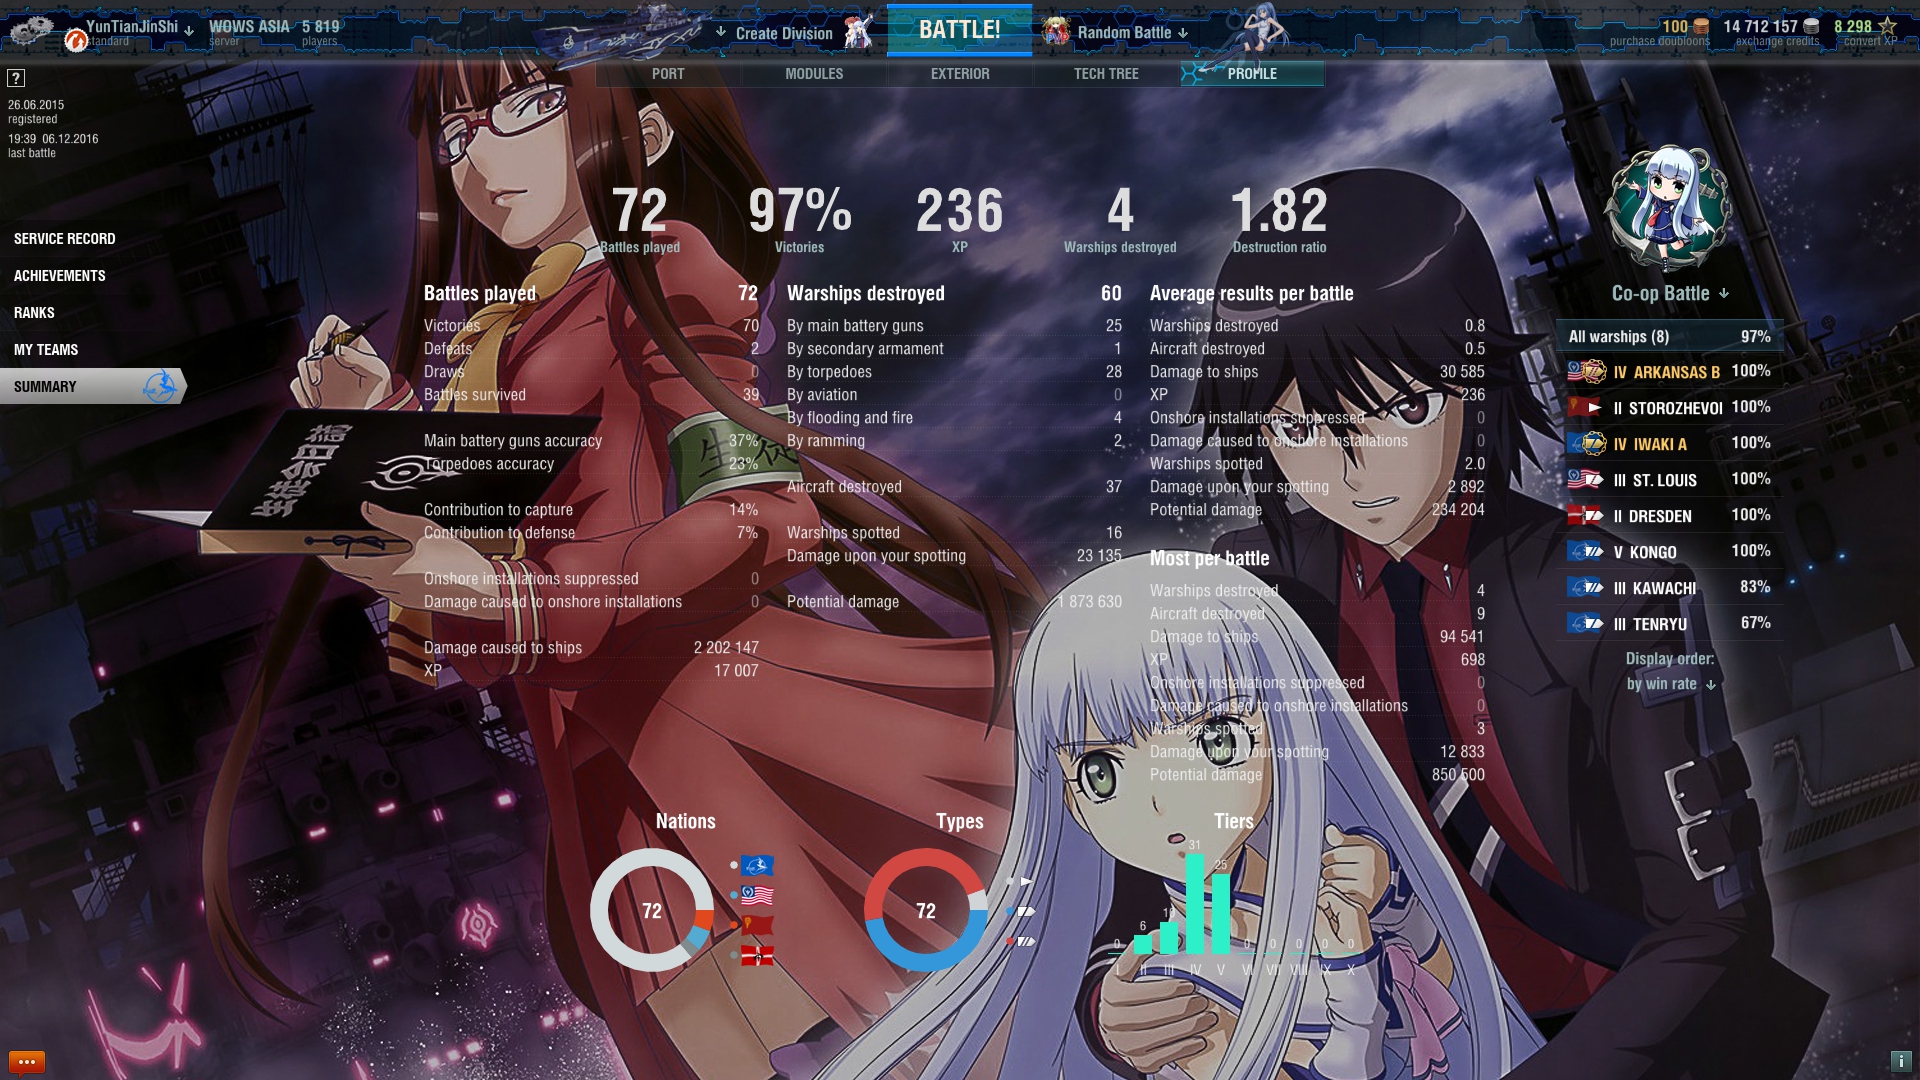 YunTianJinShi
standard
WOWS ASIA 5 819
server players
Create Division
BATTLE!
Random Battle
100
purchase doubloons
14 712 157
exchange credits
8 298
convert XP
PORT
MODULES
EXTERIOR
TECH TREE
PROFILE
?
26.06.2015
registered
19:39 06.12.2016
last battle
SERVICE RECORD
ACHIEVEMENTS
RANKS
MY TEAMS
SUMMARY
72
Battles played
97%
Victories
236
XP
4
Warships destroyed
1.82
Destruction ratio
Battles played 72
Victories 70
Defeats 2
Draws 0
Battles survived 39
Main battery guns accuracy 37%
Torpedoes accuracy 23%
Contribution to capture 14%
Contribution to defense 7%
Onshore installations suppressed 0
Damage caused to onshore installations 0
Damage caused to ships 2 202 147
XP 17 007
Warships destroyed 60
By main battery guns 25
By secondary armament 1
By torpedoes 28
By aviation 0
By flooding and fire 4
By ramming 2
Aircraft destroyed 37
Warships spotted 16
Damage upon your spotting 23 135
Potential damage 1 873 630
Average results per battle
Warships destroyed 0.8
Aircraft destroyed 0.5
Damage to ships 30 585
XP 236
Onshore installations suppressed 0
Damage caused to onshore installations 0
Warships spotted 2.0
Damage upon your spotting 2 892
Potential damage 234 204
Most per battle
Warships destroyed 4
Aircraft destroyed 9
Damage to ships 94 541
XP 698
Onshore installations suppressed 0
Damage caused to onshore installations 0
Warships spotted 3
Damage upon your spotting 12 833
Potential damage 850 500
Co-op Battle
All warships (8) 97%
IV ARKANSAS B 100%
II STOROZHEVOI 100%
IV IWAKI A 100%
III ST. LOUIS 100%
II DRESDEN 100%
V KONGO 100%
III KAWACHI 83%
III TENRYU 67%
Display order:
by win rate
Nations
72
Types
72
Tiers
0 6 10 31 25 0 0 0 0 0
I II III IV V VI VII VIII IX X
生徒
i